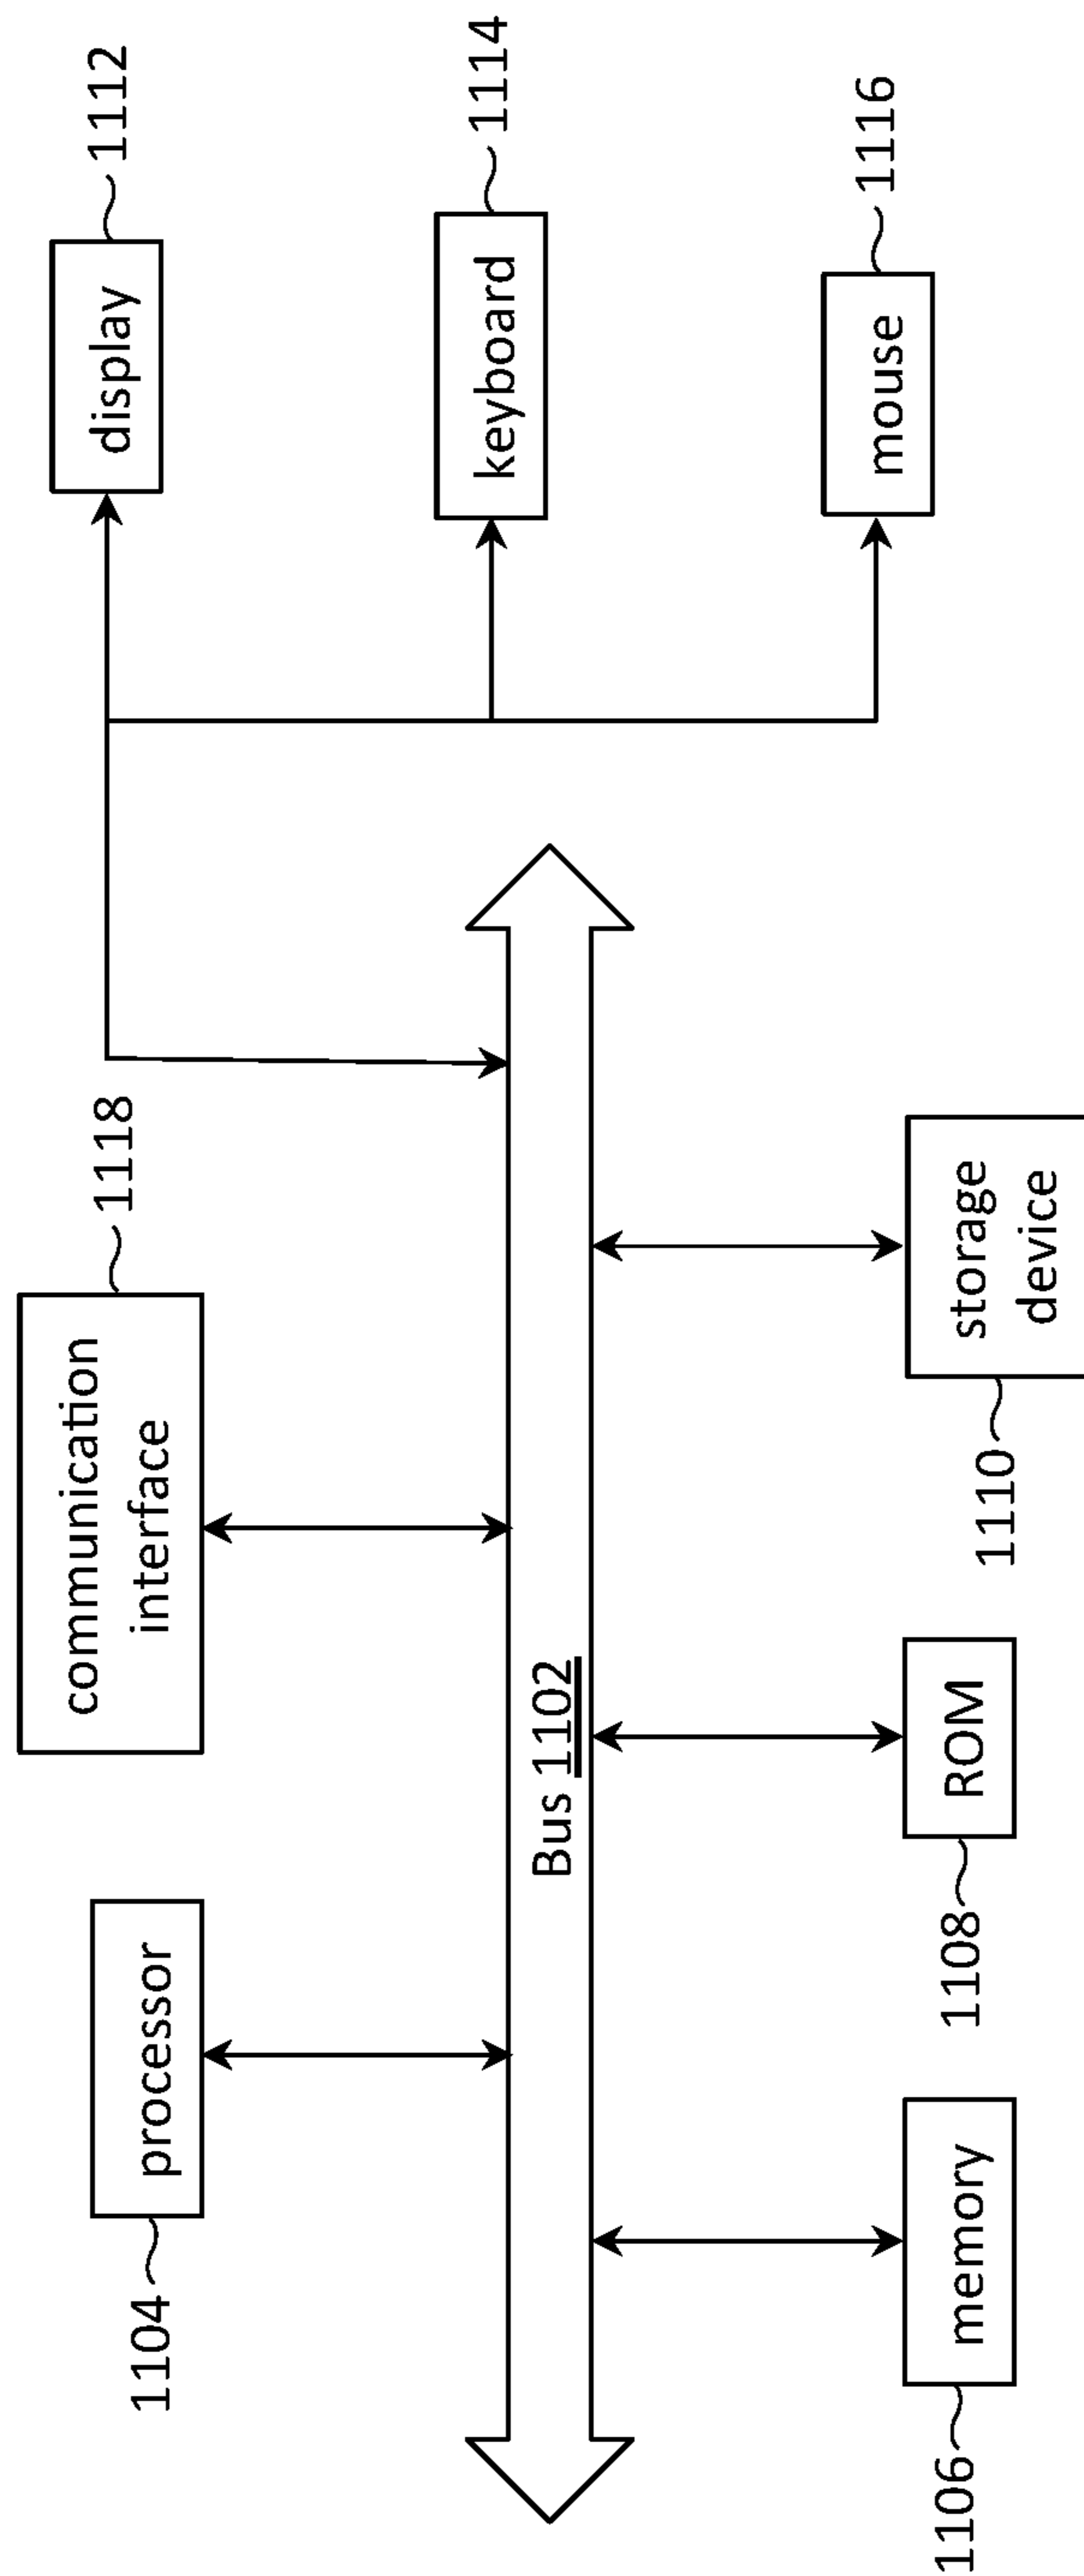 1104
processor
communication
interface
1118
display
1112
keyboard
1114
mouse
1116
Bus 1102
1106
memory
1108
ROM
1110
storage
device